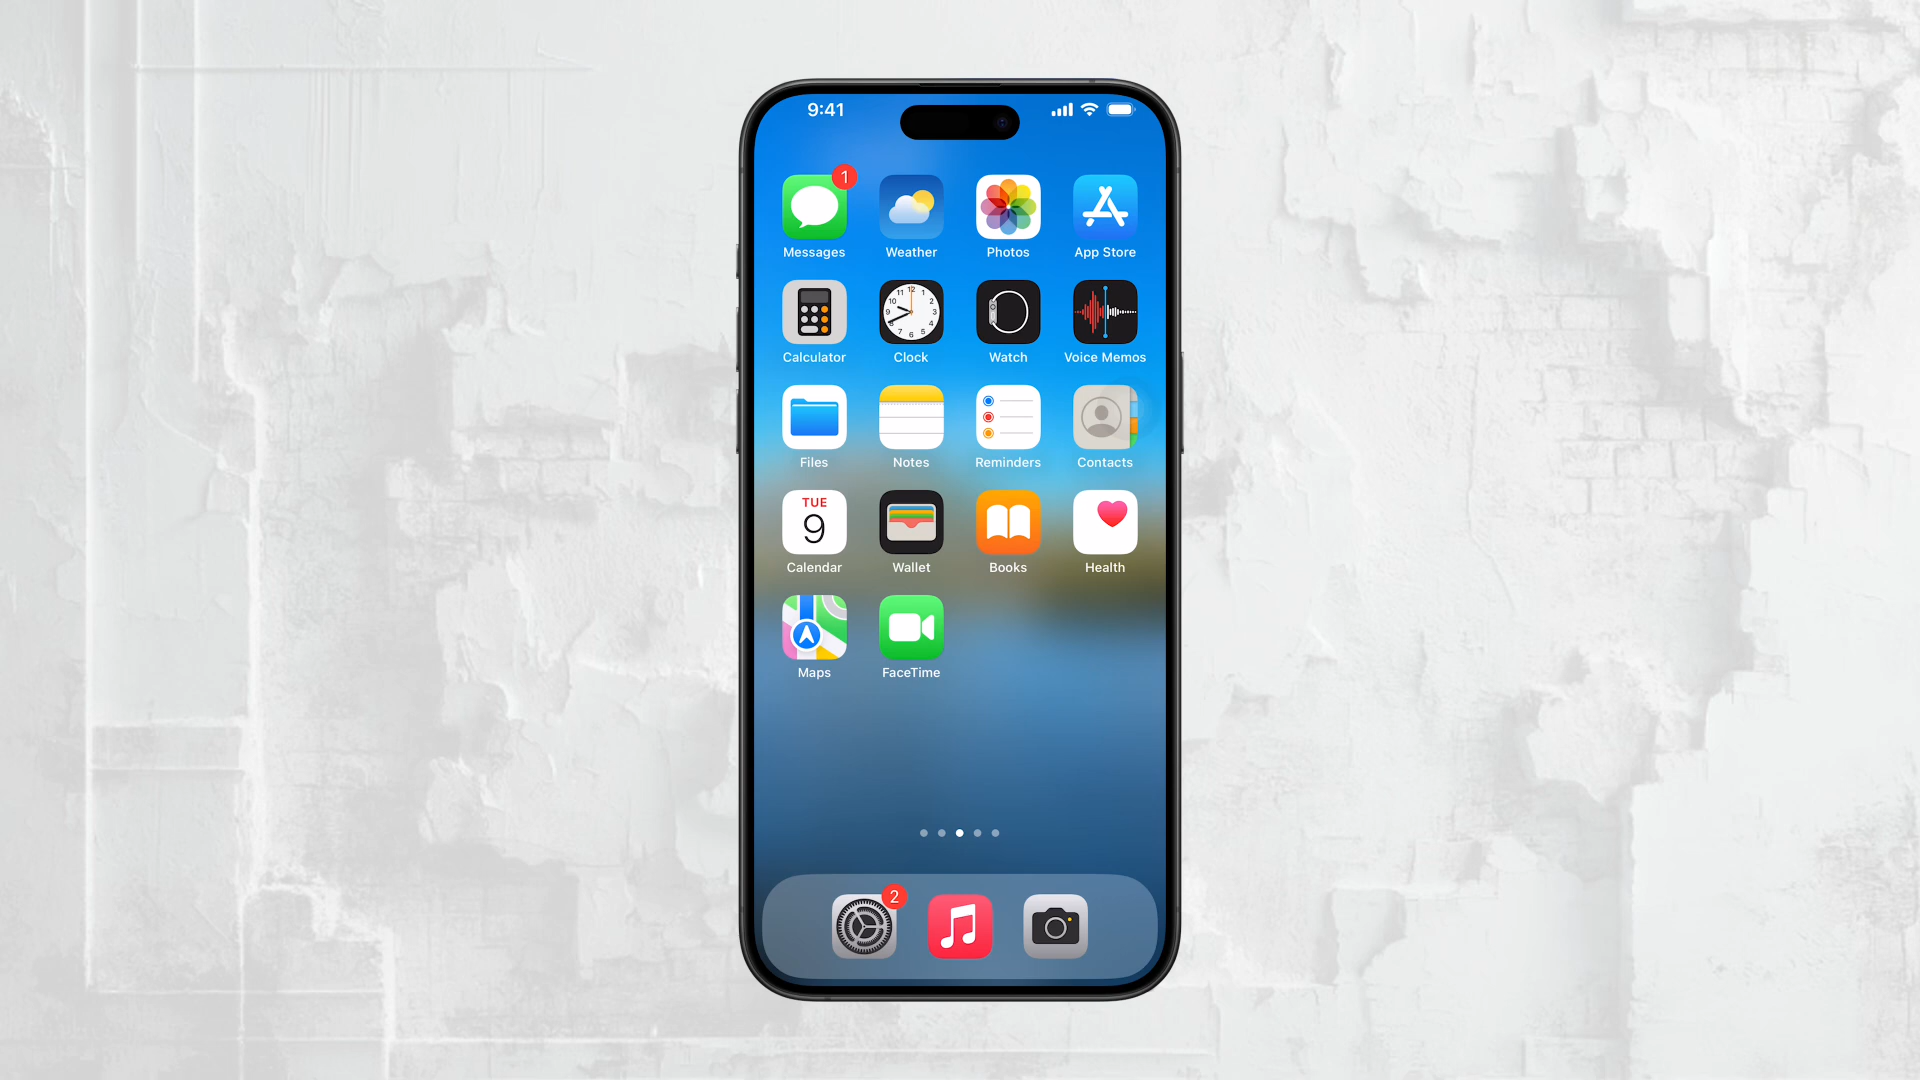 9:41
1
Messages Weather Photos App Store
Calculator Clock Watch Voice Memos
Files Notes Reminders Contacts
TUE
9
Calendar Wallet Books Health
Maps FaceTime
2